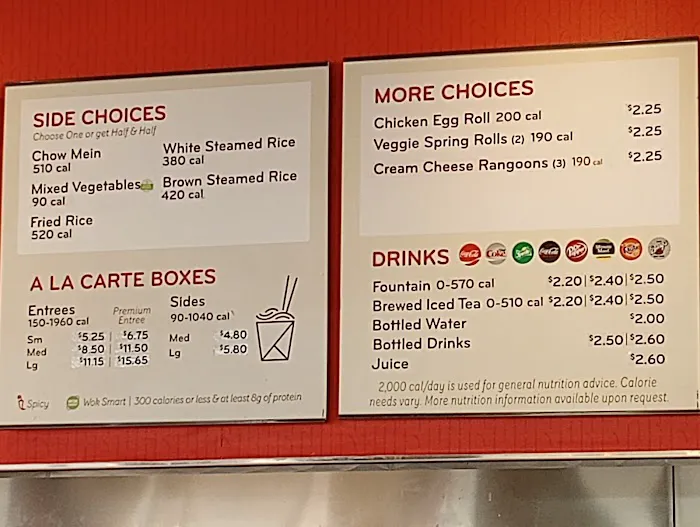 SIDE CHOICES
Choose One or get Half & Half
Chow Mein
510 cal
Mixed Vegetables
90 cal
Fried Rice
520 cal
White Steamed Rice
380 cal
Brown Steamed Rice
420 cal
A LA CARTE BOXES
Entrees
150-1960 cal
Premium
Entree
Sm $5.25 | $6.75
Med $8.50 | $11.50
Lg $11.15 | $15.65
Sides
90-1040 cal
Med $4.80
Lg $5.80
Spicy
Wok Smart | 300 calories or less & at least 8g of protein
MORE CHOICES
Chicken Egg Roll 200 cal $2.25
Veggie Spring Rolls (2) 190 cal $2.25
Cream Cheese Rangoons (3) 190 cal $2.25
DRINKS
Coca-Cola
Coke
Sprite
Coca-Cola
Dr Pepper
Fountain 0-570 cal $2.20|$2.40|$2.50
Brewed Iced Tea 0-510 cal $2.20|$2.40|$2.50
Bottled Water $2.00
Bottled Drinks $2.50|$2.60
Juice $2.60
2,000 cal/day is used for general nutrition advice. Calorie
needs vary. More nutrition information available upon request.